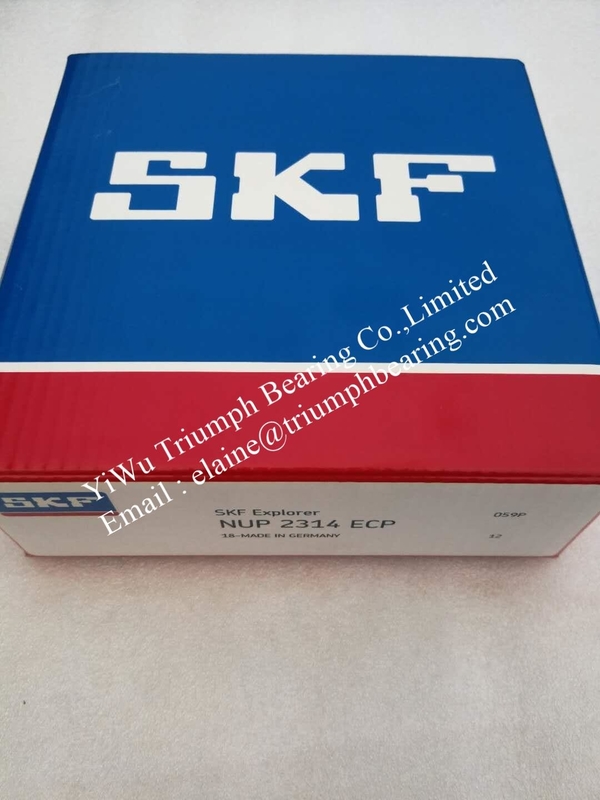 SKF
YiWu Triumph Bearing Co.,Limited
Email : elaine@triumphbearing.com
SKF
SKF Explorer
NUP 2314 ECP
18-MADE IN GERMANY
059P
12